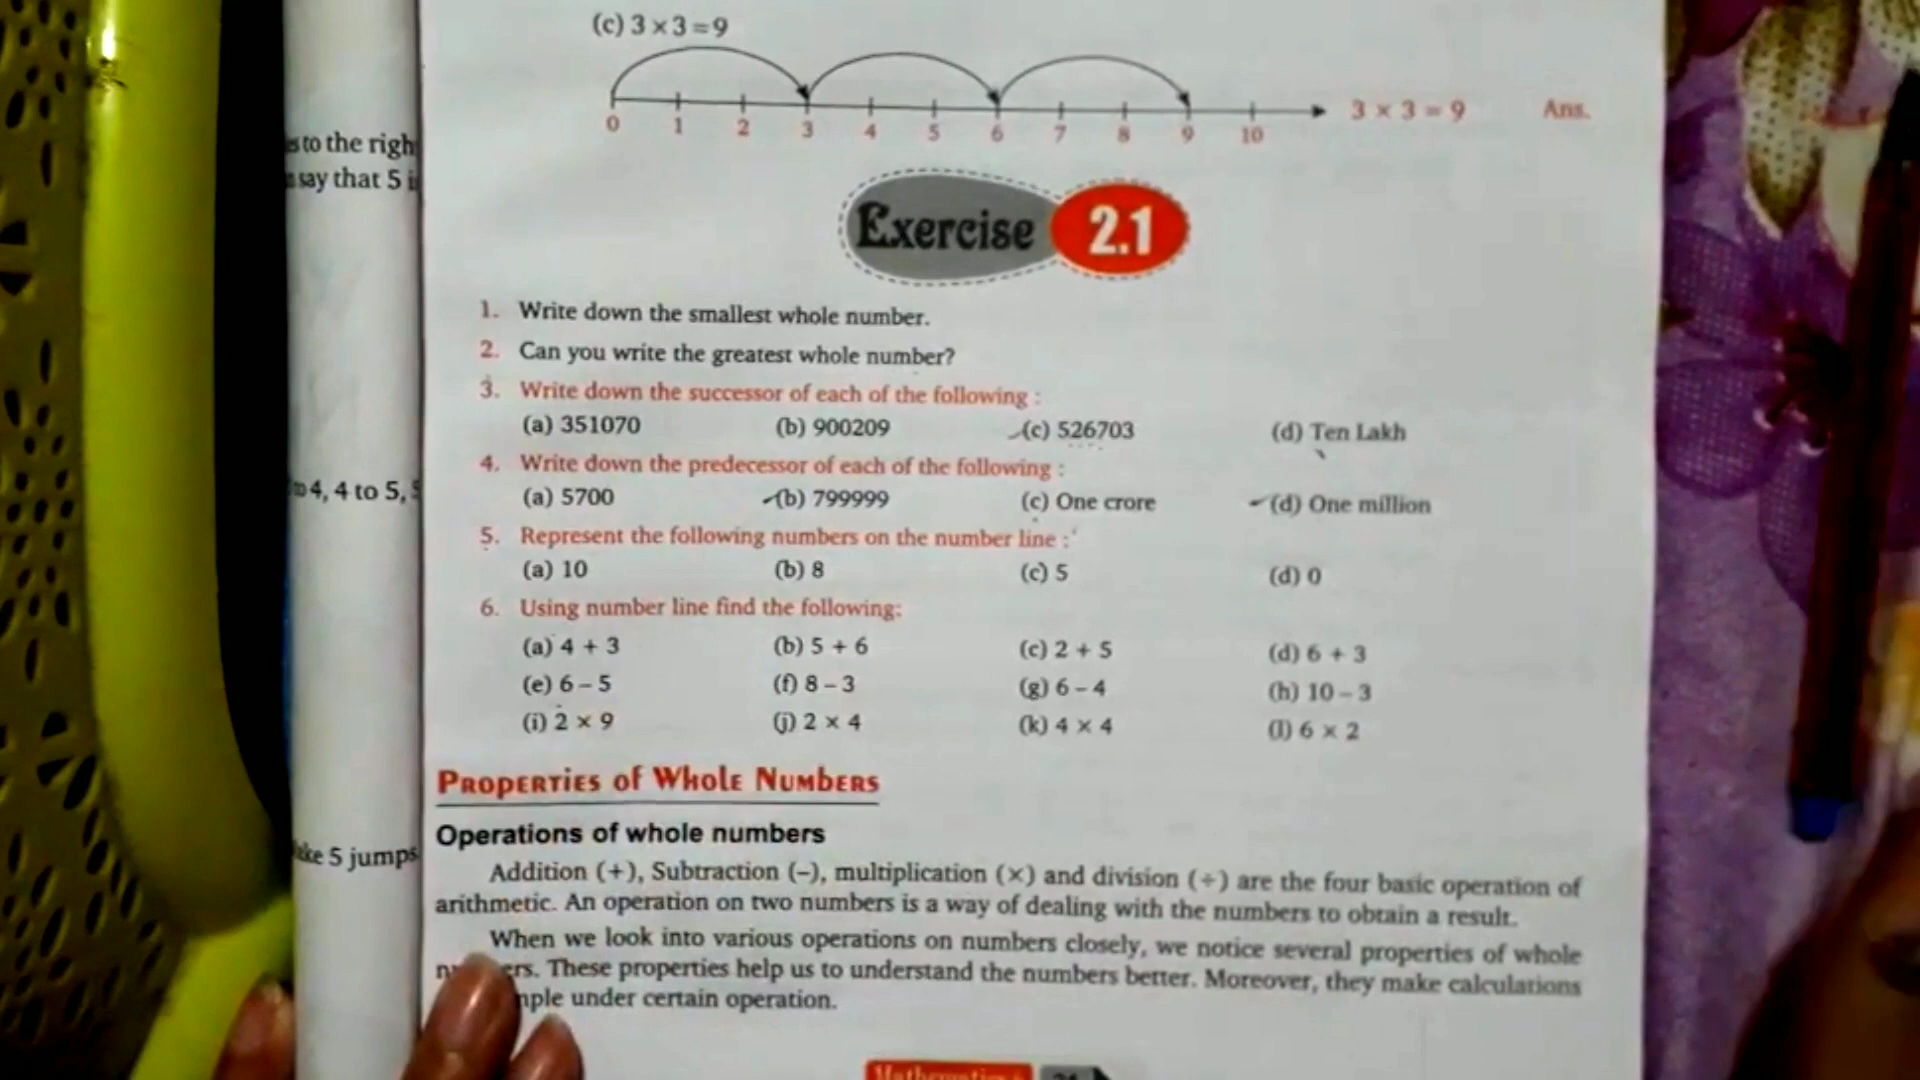 (c) 3 × 3 = 9
0 1 2 3 4 5 6 7 8 9 10 3 × 3 = 9 Ans.
to the righ
say that 5 i
Exercise 2.1
1. Write down the smallest whole number.
2. Can you write the greatest whole number?
3. Write down the successor of each of the following :
(a) 351070 (b) 900209 (c) 526703 (d) Ten Lakh
4. Write down the predecessor of each of the following :
4, 4 to 5,
(a) 5700 (b) 799999 (c) One crore (d) One million
5. Represent the following numbers on the number line :
(a) 10 (b) 8 (c) 5 (d) 0
6. Using number line find the following:
(a) 4 + 3 (b) 5 + 6 (c) 2 + 5 (d) 6 + 3
(e) 6 – 5 (f) 8 – 3 (g) 6 – 4 (h) 10 – 3
(i) 2 × 9 (j) 2 × 4 (k) 4 × 4 (l) 6 × 2
Properties of Whole Numbers
Operations of whole numbers
5 jumps
Addition (+), Subtraction (–), multiplication (×) and division (÷) are the four basic operation of
arithmetic. An operation on two numbers is a way of dealing with the numbers to obtain a result.
When we look into various operations on numbers closely, we notice several properties of whole
ers. These properties help us to understand the numbers better. Moreover, they make calculations
mple under certain operation.